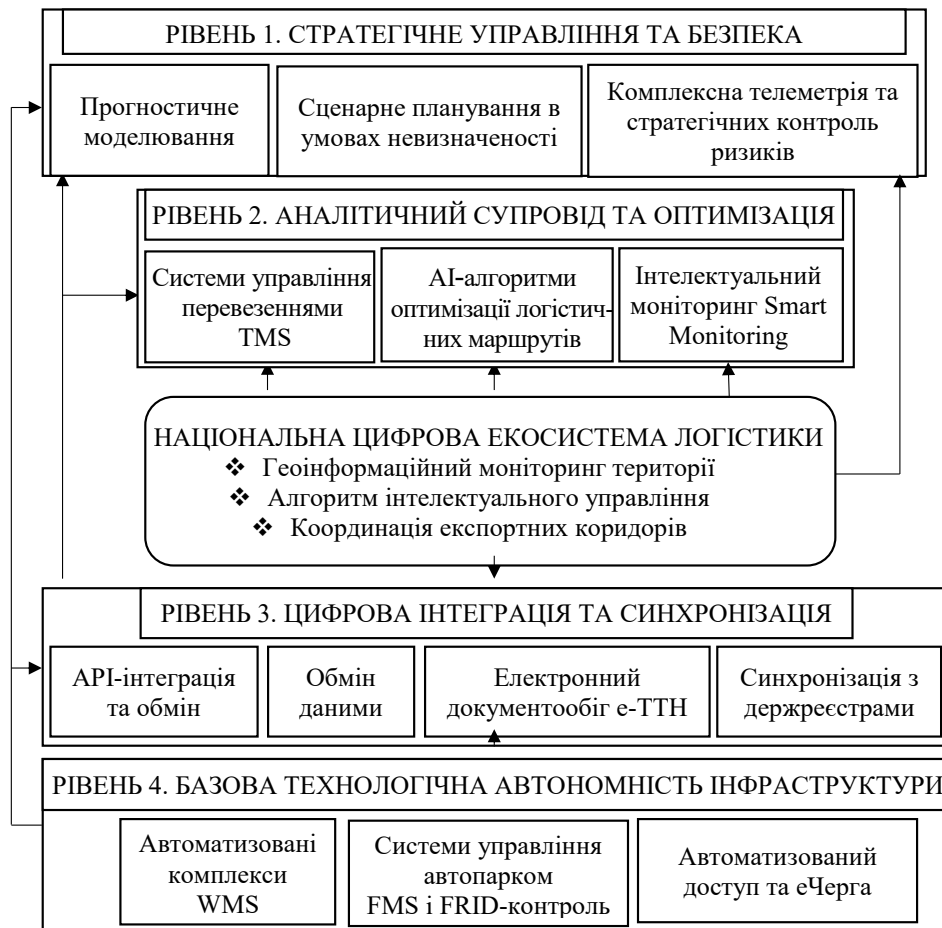 РІВЕНЬ 1. СТРАТЕГІЧНЕ УПРАВЛІННЯ ТА БЕЗПЕКА
Прогностичне
моделювання
Сценарне планування в
умовах невизначеності
Комплексна телеметрія та
стратегічних контроль
ризиків
РІВЕНЬ 2. АНАЛІТИЧНИЙ СУПРОВІД ТА ОПТИМІЗАЦІЯ
Системи управління
перевезеннями
TMS
АІ-алгоритми
оптимізації логістич-
них маршрутів
Інтелектуальний
моніторинг Smart
Monitoring
НАЦІОНАЛЬНА ЦИФРОВА ЕКОСИСТЕМА ЛОГІСТИКИ
❖ Геоінформаційний моніторинг території
❖ Алгоритм інтелектуального управління
❖ Координація експортних коридорів
РІВЕНЬ 3. ЦИФРОВА ІНТЕГРАЦІЯ ТА СИНХРОНІЗАЦІЯ
API-інтеграція
та обмін
Обмін
даними
Електронний
документообіг е-ТТН
Синхронізація з
держреєстрами
РІВЕНЬ 4. БАЗОВА ТЕХНОЛОГІЧНА АВТОНОМНІСТЬ ІНФРАСТРУКТУРИ
Автоматизовані
комплекси
WMS
Системи управління
автопарком
FMS і FRID-контроль
Автоматизований
доступ та еЧерга